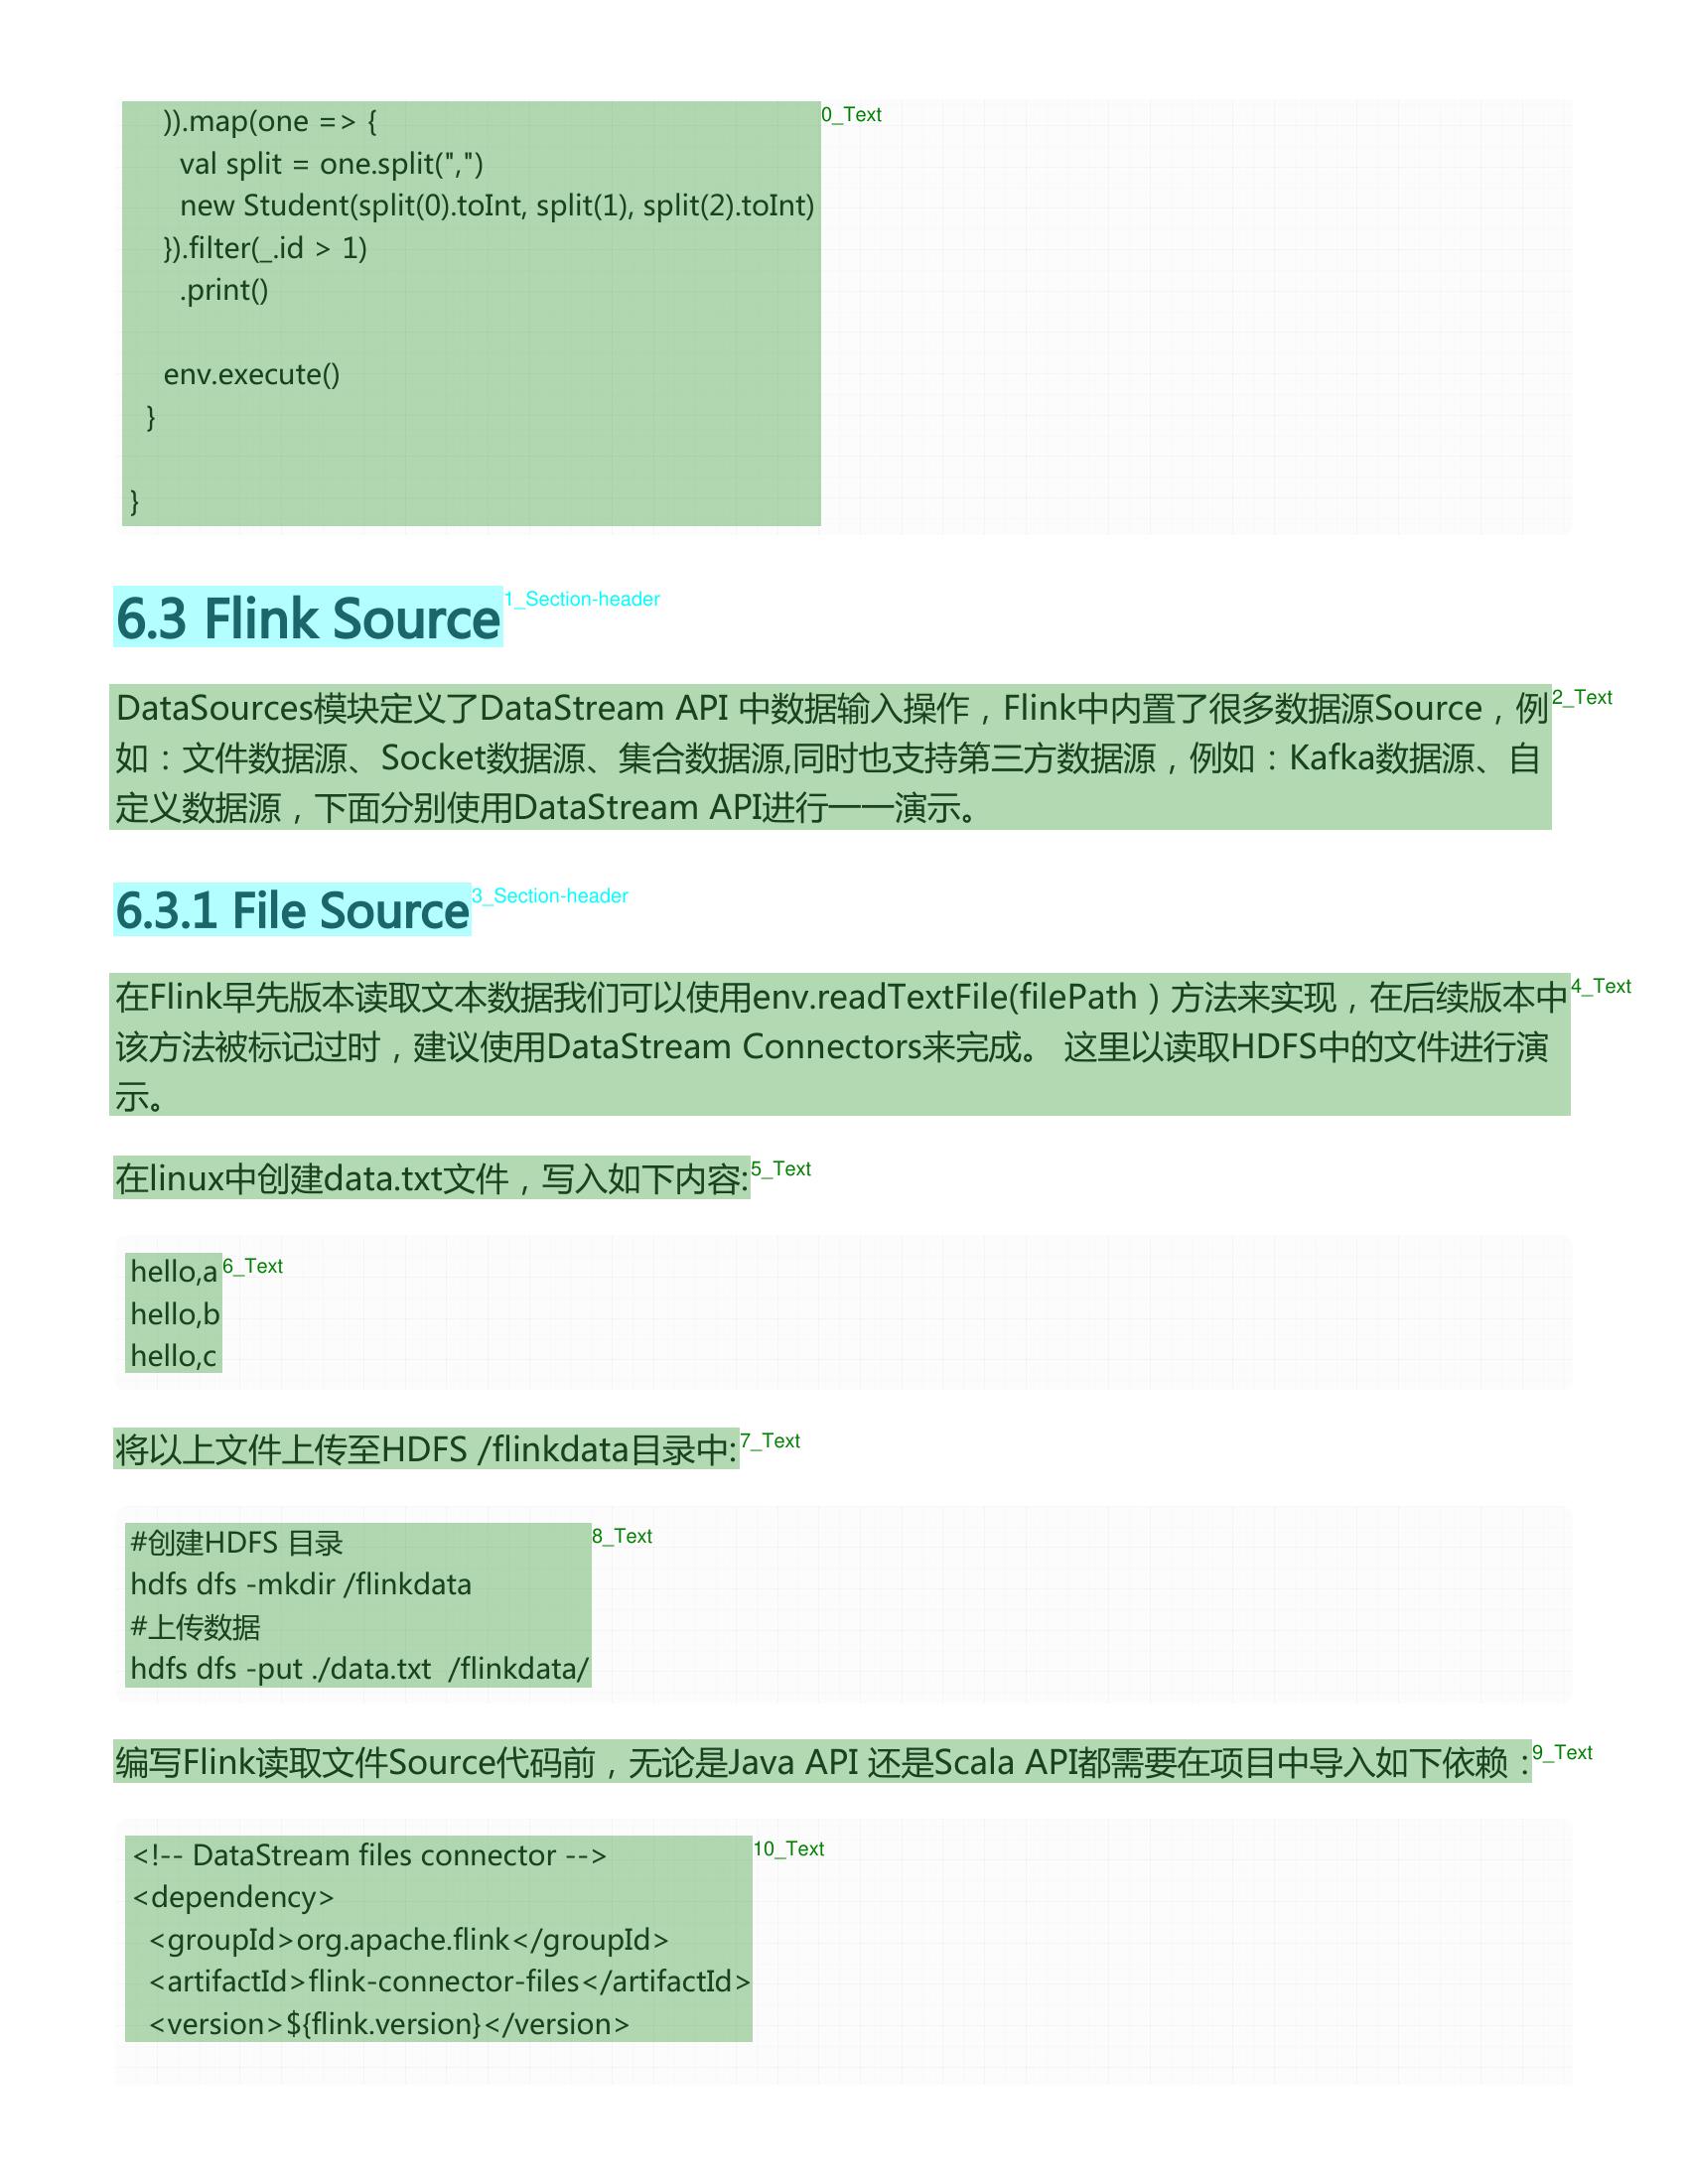 )).map(one => {
val split = one.split(",")
new Student(split(0).toInt, split(1), split(2).toInt)
}).filter(_.id > 1)
.print()
env.execute()
}
}
0_Text
6.3 Flink Source
1_Section-header
DataSources模块定义了DataStream API 中数据输入操作，Flink中内置了很多数据源Source，例
如：文件数据源、Socket数据源、集合数据源,同时也支持第三方数据源，例如：Kafka数据源、自
定义数据源，下面分别使用DataStream API进行一一演示。
2_Text
6.3.1 File Source
3_Section-header
在Flink早先版本读取文本数据我们可以使用env.readTextFile(filePath）方法来实现，在后续版本中
该方法被标记过时，建议使用DataStream Connectors来完成。 这里以读取HDFS中的文件进行演
示。
4_Text
在linux中创建data.txt文件，写入如下内容:
5_Text
hello,a
hello,b
hello,c
6_Text
将以上文件上传至HDFS /flinkdata目录中:
7_Text
#创建HDFS 目录
hdfs dfs -mkdir /flinkdata
#上传数据
hdfs dfs -put ./data.txt  /flinkdata/
8_Text
编写Flink读取文件Source代码前，无论是Java API 还是Scala API都需要在项目中导入如下依赖：
9_Text
<!-- DataStream files connector -->
<dependency>
<groupId>org.apache.flink</groupId>
<artifactId>flink-connector-files</artifactId>
<version>${flink.version}</version>
10_Text